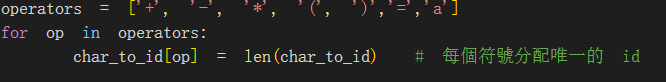 operators = ['+', '-', '*', '(', ')','=','a']
for op in operators:
    char_to_id[op] = len(char_to_id)  # 每個符號分配唯一的 id